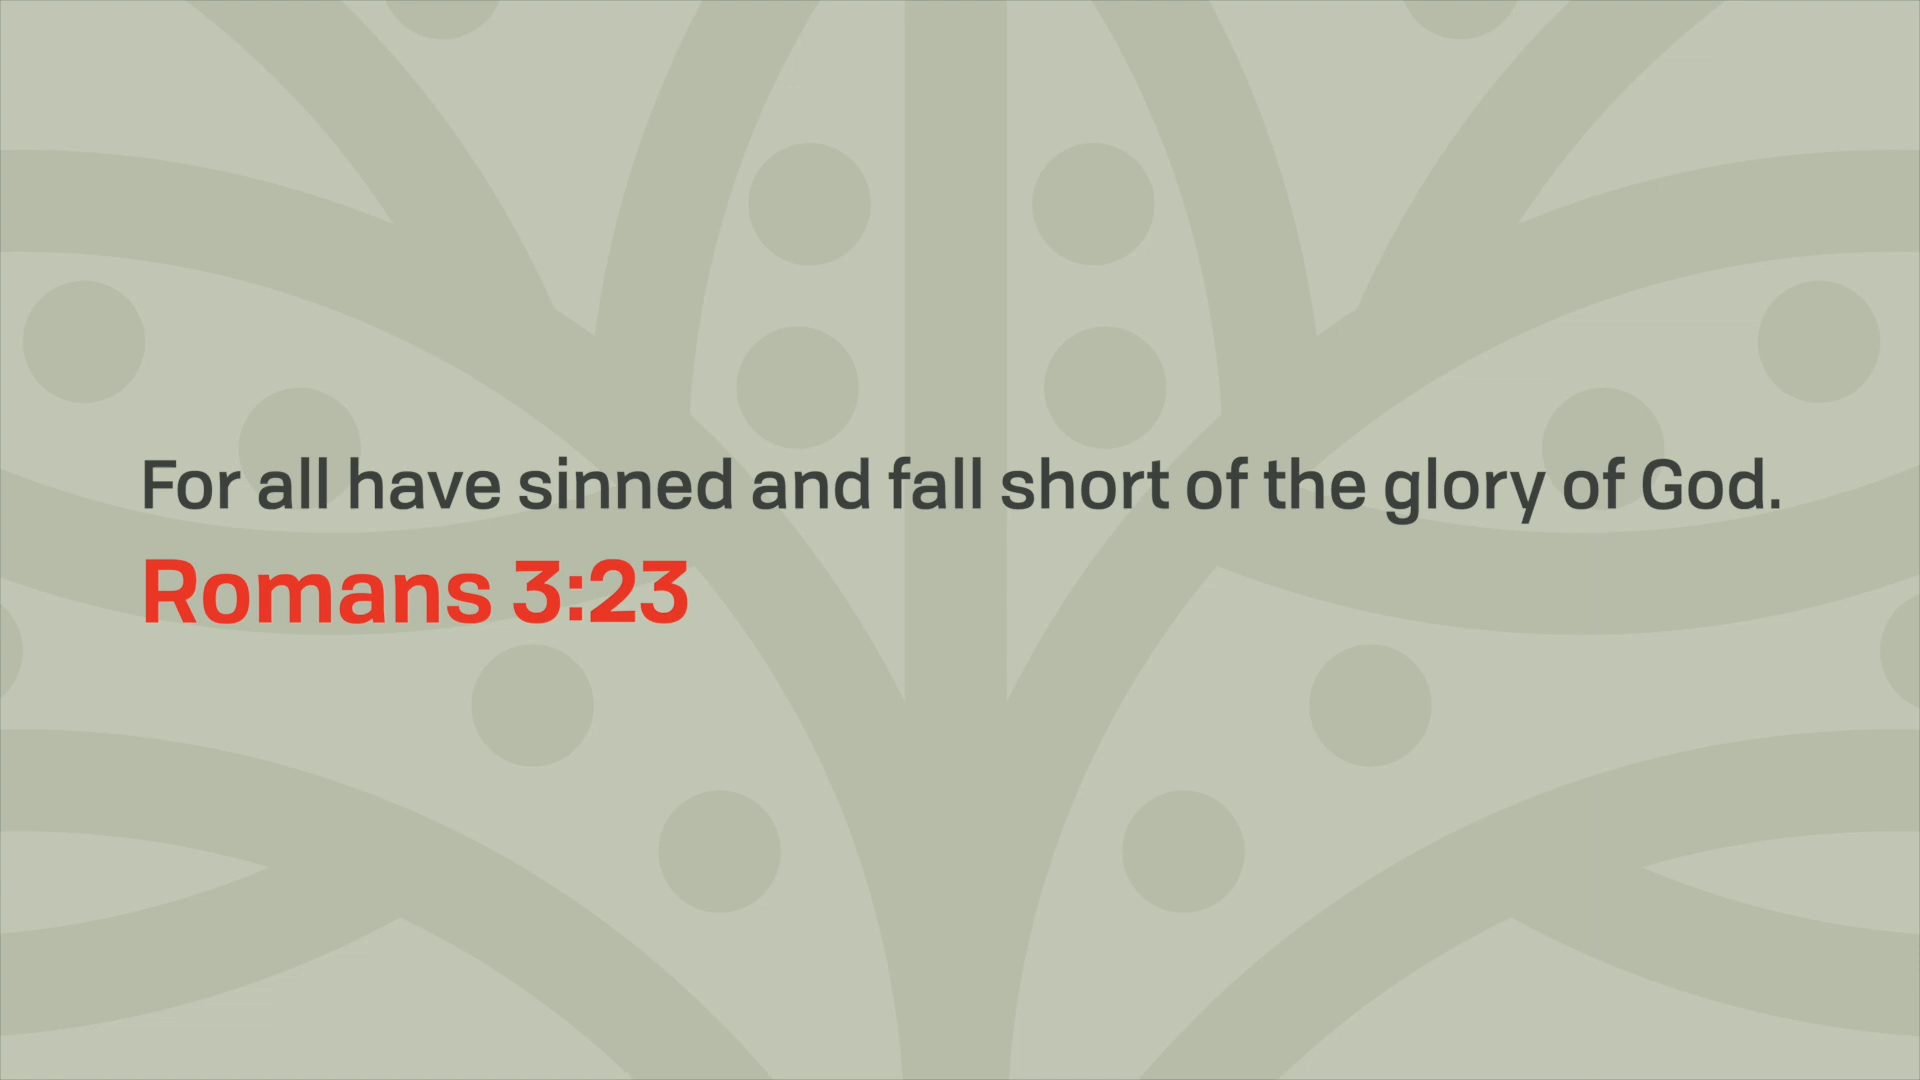 For all have sinned and fall short of the glory of God.
Romans 3:23